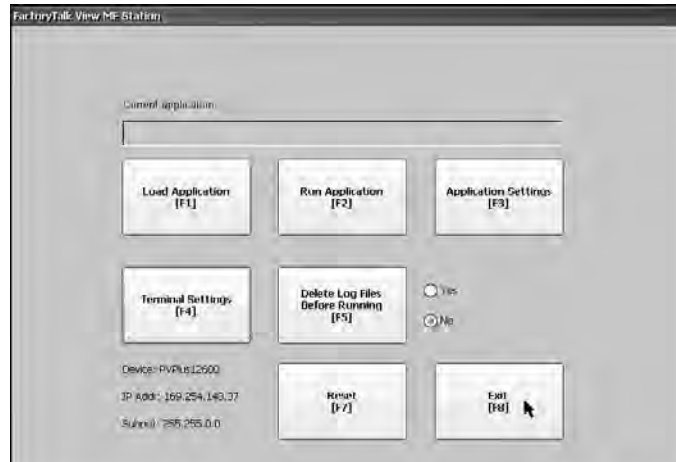 FactoryTalk View ME Station
Current application:
Load Application
[F1]
Run Application
[F2]
Application Settings
[F3]
Terminal Settings
[F4]
Delete Log Files
Before Running
[F5]
Yes
No
Device: PVPlus12600
IP Addr: 169.254.143.37
Subnet: 255.255.0.0
Reset
[F7]
Exit
[F8]